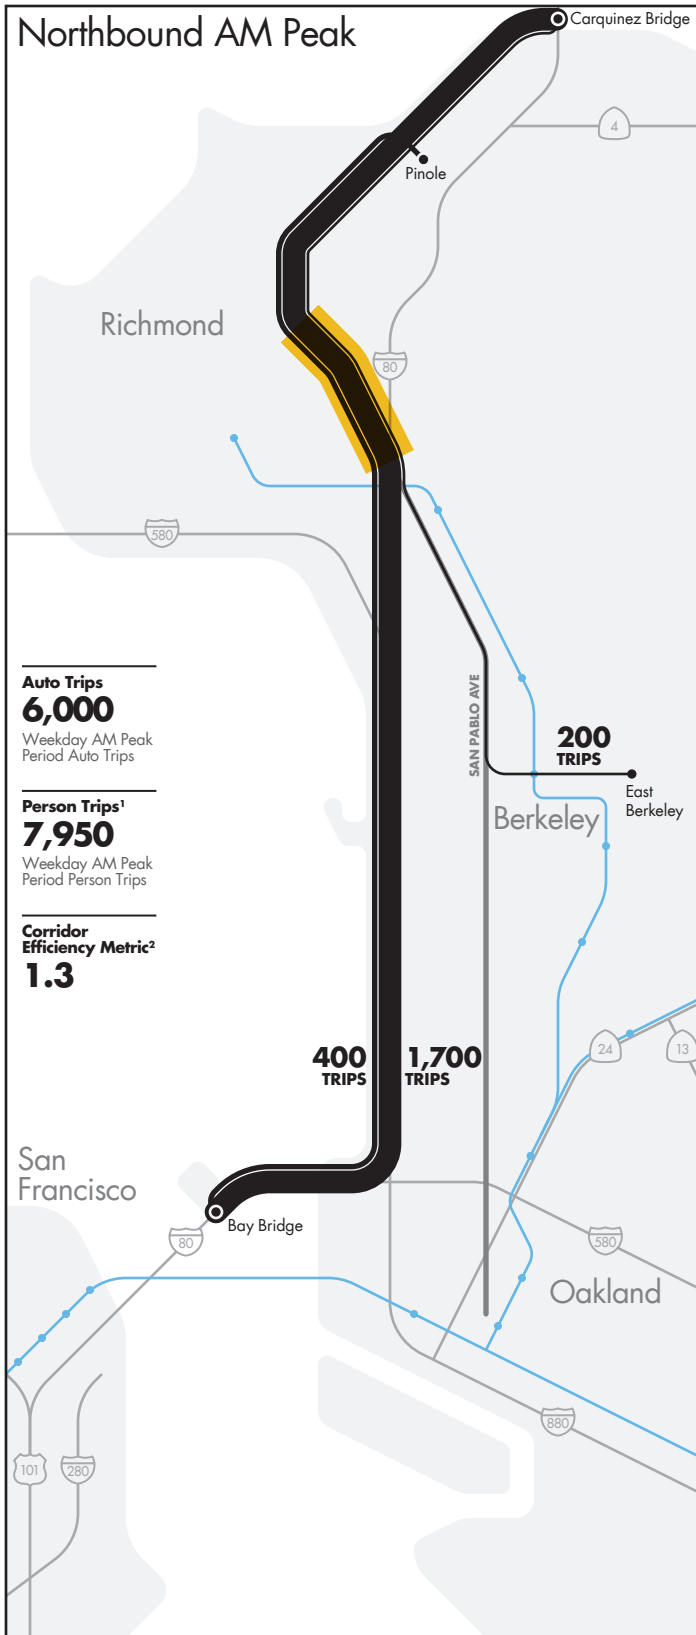 Northbound AM Peak
Carquinez Bridge
4
Pinole
Richmond
80
580
Auto Trips
6,000
Weekday AM Peak
Period Auto Trips
SAN PABLO AVE
200
TRIPS
East
Berkeley
Berkeley
Person Trips¹
7,950
Weekday AM Peak
Period Person Trips
Corridor
Efficiency Metric²
1.3
400
TRIPS
1,700
TRIPS
24
13
San
Francisco
Bay Bridge
80
580
Oakland
880
101
280